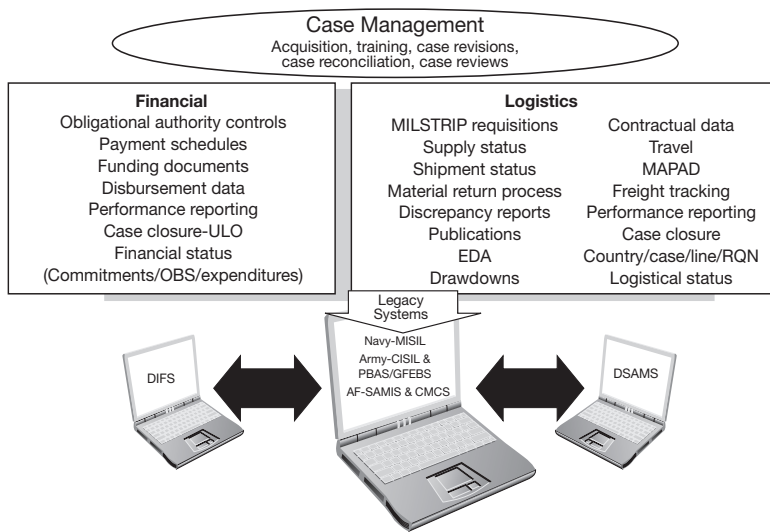 Case Management
Acquisition, training, case revisions,
case reconciliation, case reviews
Financial
Obligational authority controls
Payment schedules
Funding documents
Disbursement data
Performance reporting
Case closure-ULO
Financial status
(Commitments/OBS/expenditures)
Logistics
MILSTRIP requisitions
Supply status
Shipment status
Material return process
Discrepancy reports
Publications
EDA
Drawdowns
Contractual data
Travel
MAPAD
Freight tracking
Performance reporting
Case closure
Country/case/line/RQN
Logistical status
Legacy
Systems
DIFS
Navy-MISIL
Army-CISIL &
PBAS/GFEBS
AF-SAMIS & CMCS
DSAMS